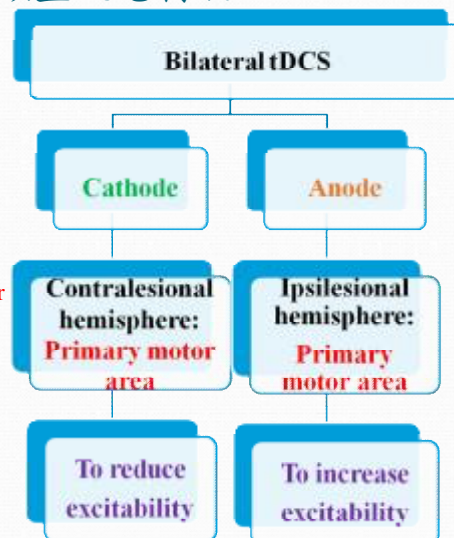 Bilateral tDCS
Cathode
Anode
Contralesional
hemisphere:
Primary motor
area
Ipsilesional
hemisphere:
Primary
motor area
To reduce
excitability
To increase
excitability